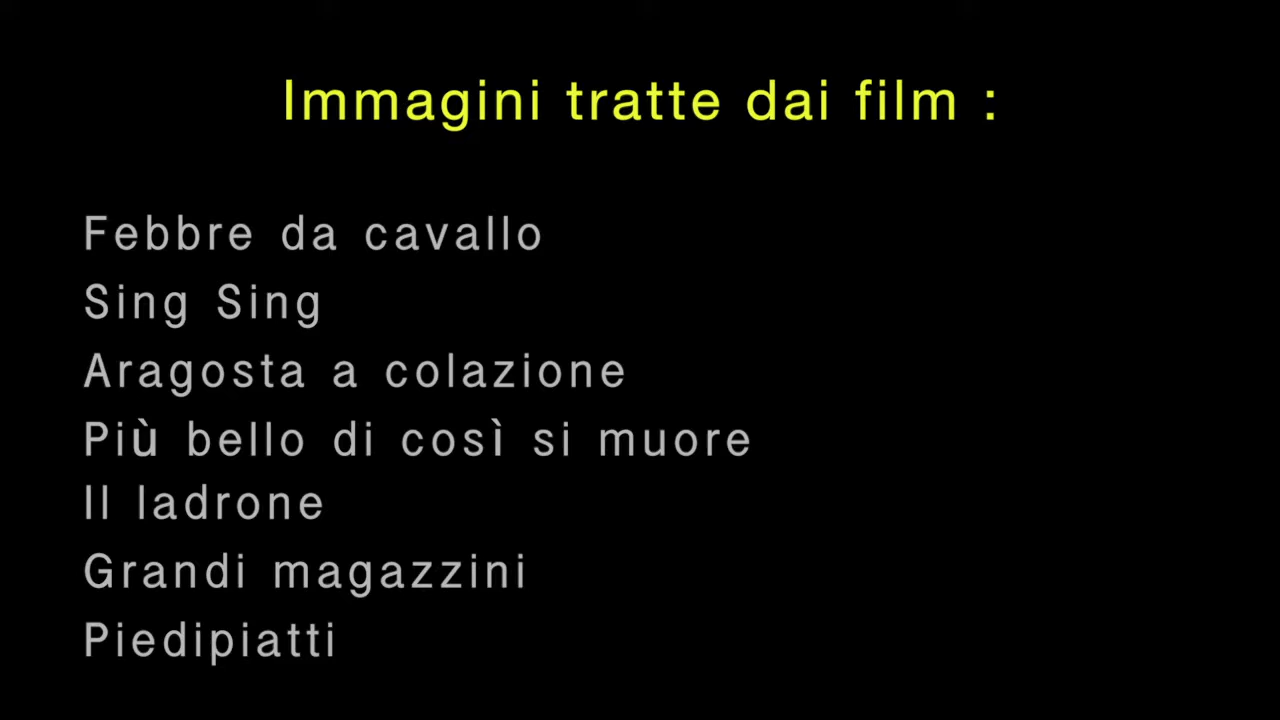 Immagini tratte dai film :
Febbre da cavallo
Sing Sing
Aragosta a colazione
Più bello di così si muore
Il ladrone
Grandi magazzini
Piedipiatti